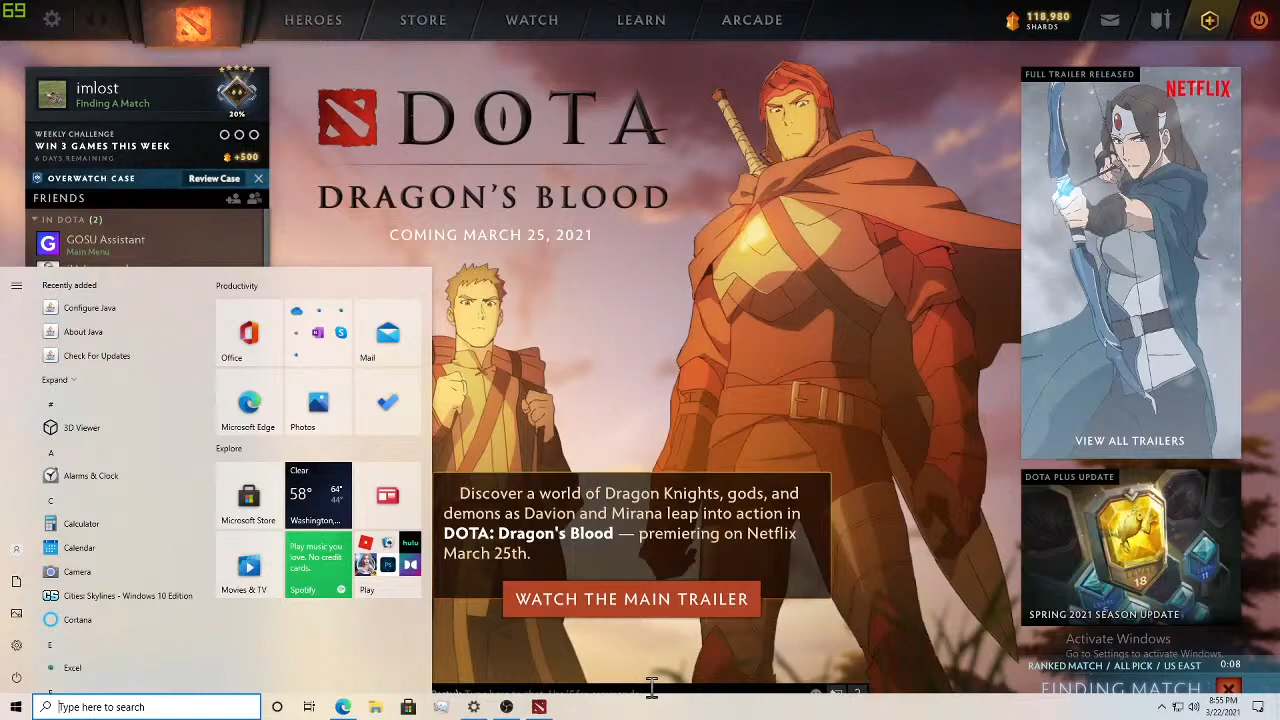 69
HEROES
STORE
WATCH
LEARN
ARCADE
118,980
SHARDS
imlost
Finding A Match
20%
WEEKLY CHALLENGE
WIN 3 GAMES THIS WEEK
6 DAYS REMAINING
+500
OVERWATCH CASE
Review Case
FRIENDS
IN DOTA (2)
GOSU Assistant
Main Menu
DOTA
DRAGON'S BLOOD
COMING MARCH 25, 2021
FULL TRAILER RELEASED
NETFLIX
VIEW ALL TRAILERS
Discover a world of Dragon Knights, gods, and
demons as Davion and Mirana leap into action in
DOTA: Dragon's Blood — premiering on Netflix
March 25th.
WATCH THE MAIN TRAILER
DOTA PLUS UPDATE
18
SPRING 2021 SEASON UPDATE
Activate Windows
Go to Settings to activate Windows.
RANKED MATCH / ALL PICK / US EAST
0:08
FINDING MATCH
Recently added
Configure Java
About Java
Check For Updates
Expand
#
3D Viewer
A
Alarms & Clock
C
Calculator
Calendar
Camera
Cities: Skylines - Windows 10 Edition
Cortana
E
Excel
Productivity
Office
Mail
Microsoft Edge
Photos
Explore
Microsoft Store
Clear
58° 64°
44°
Washington,...
Movies & TV
Play music you
love. No credit
cards.
Spotify
hulu
Ps
Play
Type here to search
8:55 PM
3/22/2021